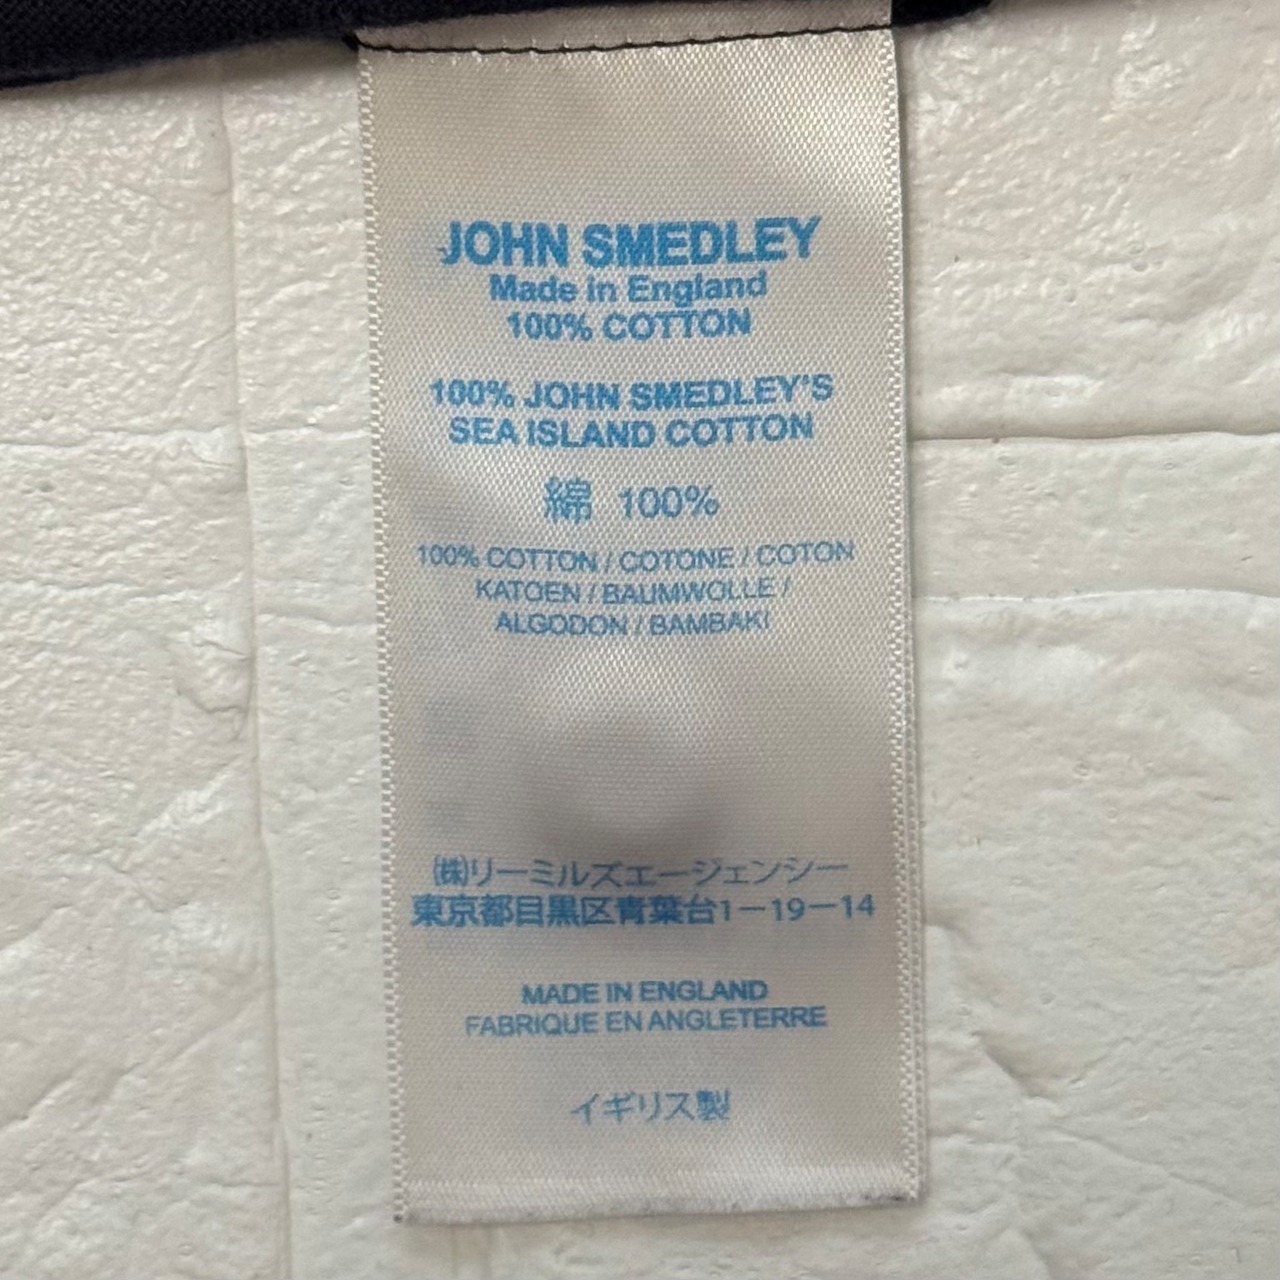 JOHN SMEDLEY
Made in England
100% COTTON
100% JOHN SMEDLEY'S
SEA ISLAND COTTON
綿 100%
100% COTTON / COTONE / COTON
KATOEN / BAUMWOLLE /
ALGODON / BAMBAKI
㈱リーミルズエージェンシー
東京都目黒区青葉台1－19－14
MADE IN ENGLAND
FABRIQUE EN ANGLETERRE
イギリス製